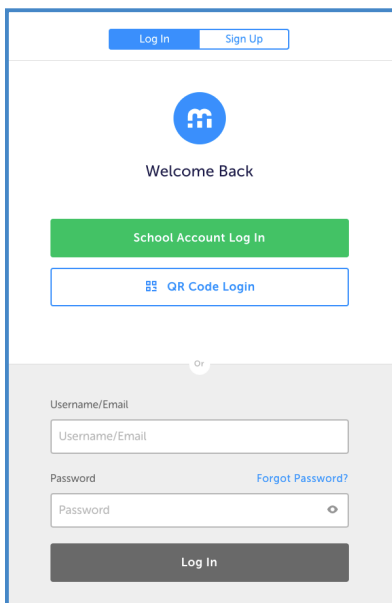 Log In
Sign Up
Welcome Back
School Account Log In
QR Code Login
Or
Username/Email
Username/Email
Password Forgot Password?
Password
Log In